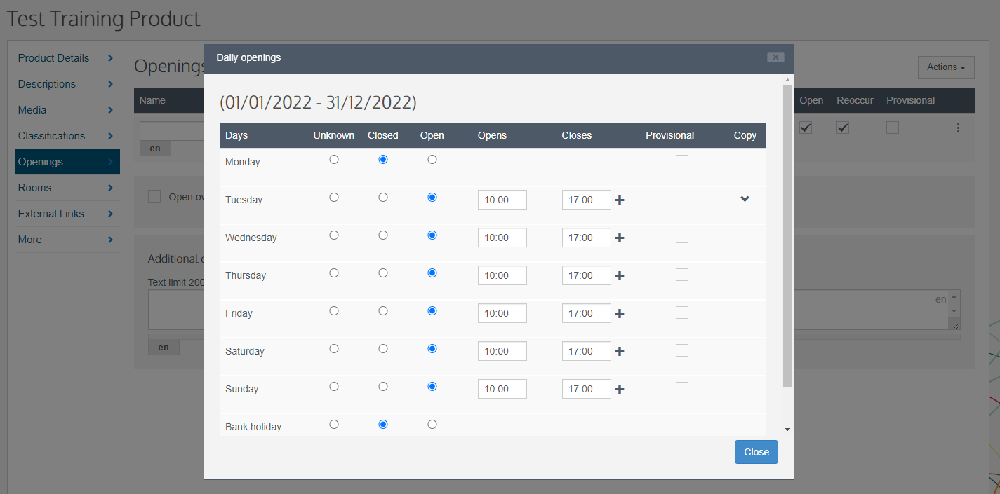 Test Training Product
Product Details
Descriptions
Media
Classifications
Openings
Rooms
External Links
More
Openings
Actions
Name Open Reoccur Provisional
en
Open ov
Additional
Text limit 200
en
en
Daily openings
(01/01/2022 - 31/12/2022)
Days Unknown Closed Open Opens Closes Provisional Copy
Monday
Tuesday 10:00 17:00
Wednesday 10:00 17:00
Thursday 10:00 17:00
Friday 10:00 17:00
Saturday 10:00 17:00
Sunday 10:00 17:00
Bank holiday
Close